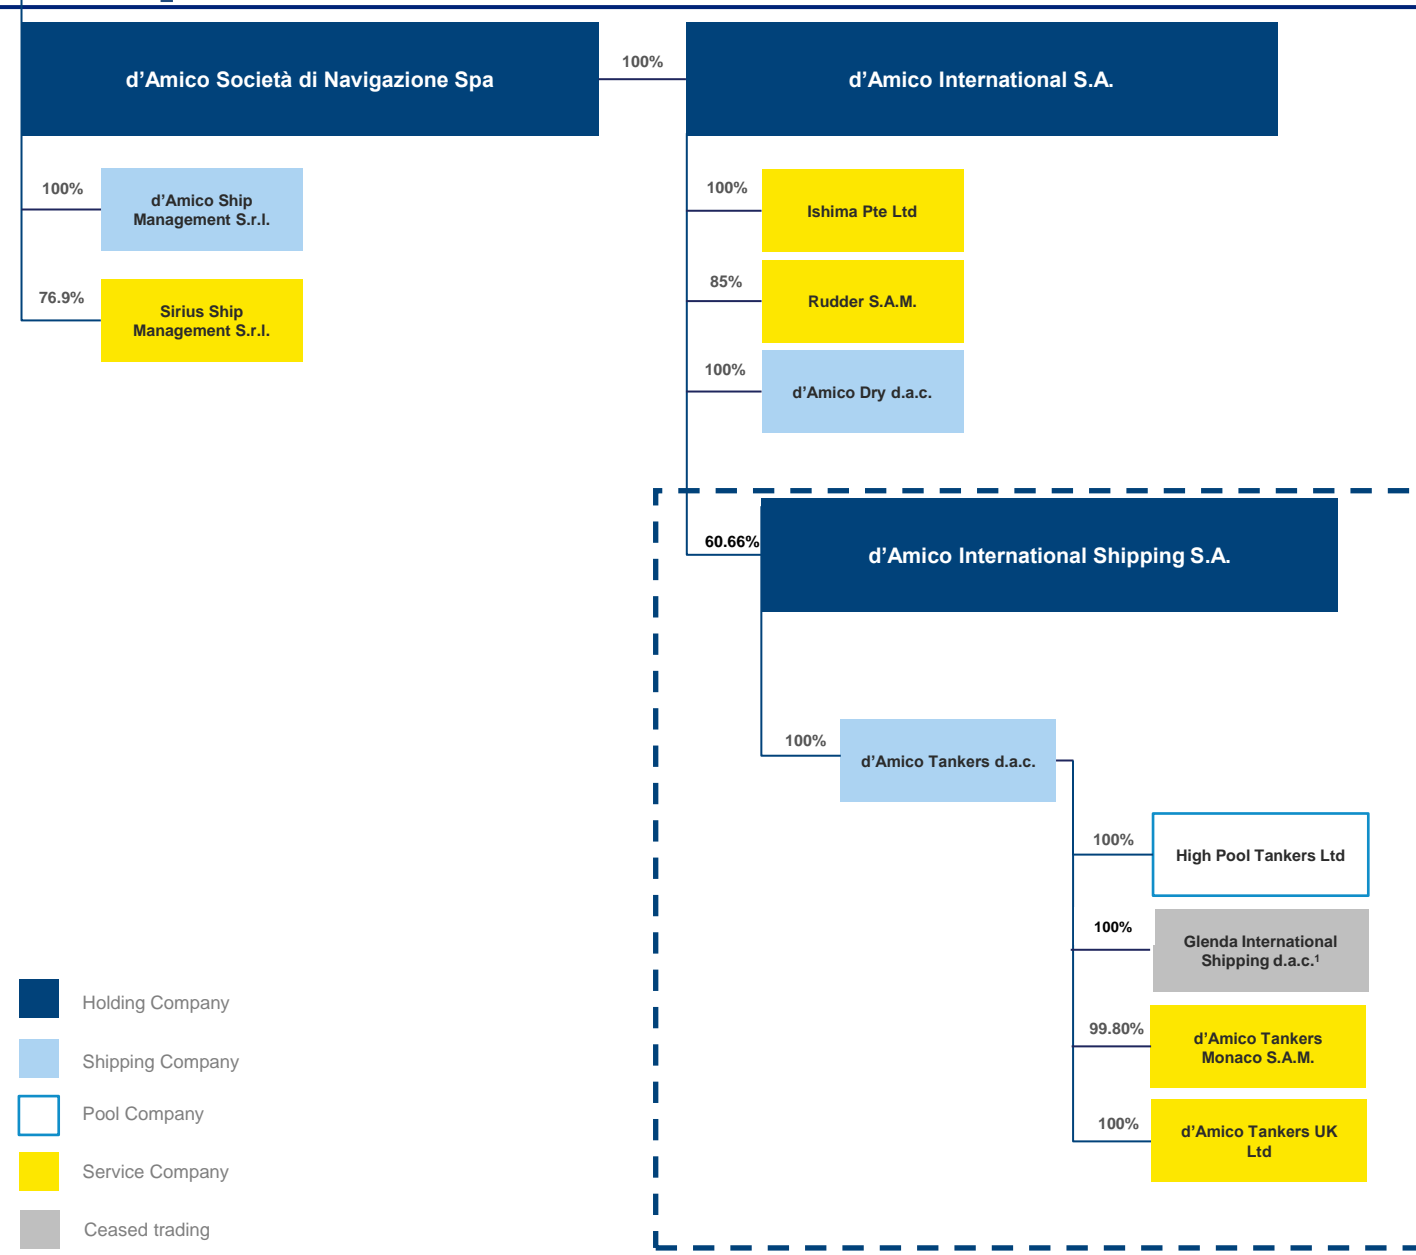 d’Amico Società di Navigazione Spa
100%
d’Amico International S.A.
100%
d’Amico Ship
Management S.r.l.
76.9%
Sirius Ship
Management S.r.l.
100%
Ishima Pte Ltd
85%
Rudder S.A.M.
100%
d’Amico Dry d.a.c.
60.66%
d’Amico International Shipping S.A.
100%
d’Amico Tankers d.a.c.
100%
High Pool Tankers Ltd
100%
Glenda International
Shipping d.a.c.¹
99.80%
d’Amico Tankers
Monaco S.A.M.
100%
d’Amico Tankers UK
Ltd
Holding Company
Shipping Company
Pool Company
Service Company
Ceased trading